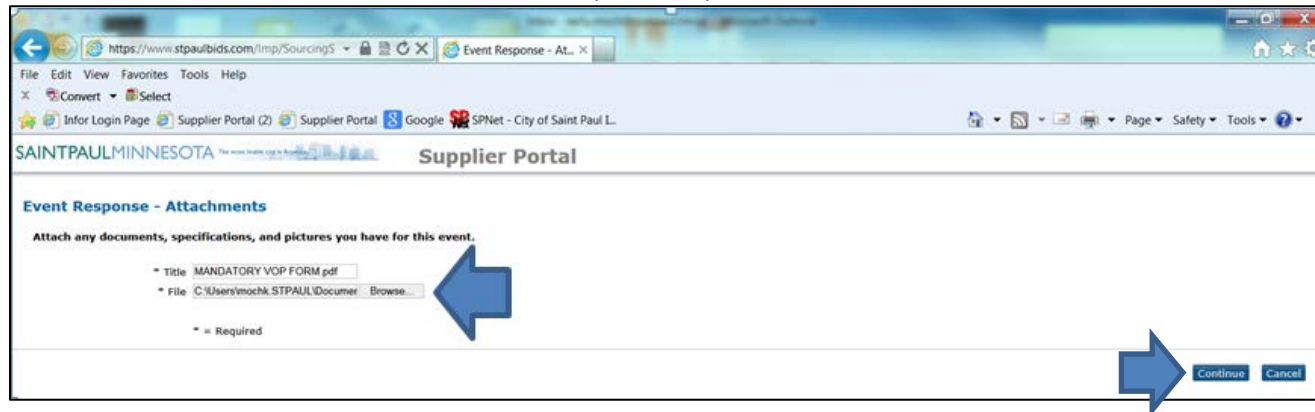 https://www.stpaulbids.com/lmp/SourcingS Event Response - At...
File Edit View Favorites Tools Help
x Convert Select
Infor Login Page Supplier Portal (2) Supplier Portal Google SPNet - City of Saint Paul I... Page Safety Tools
SAINTPAULMINNESOTA Supplier Portal
Event Response - Attachments
Attach any documents, specifications, and pictures you have for this event.
* Title MANDATORY VOP FORM.pdf
* File C:\Users\mochk.STPAUL\Documer Browse...
* = Required
Continue Cancel